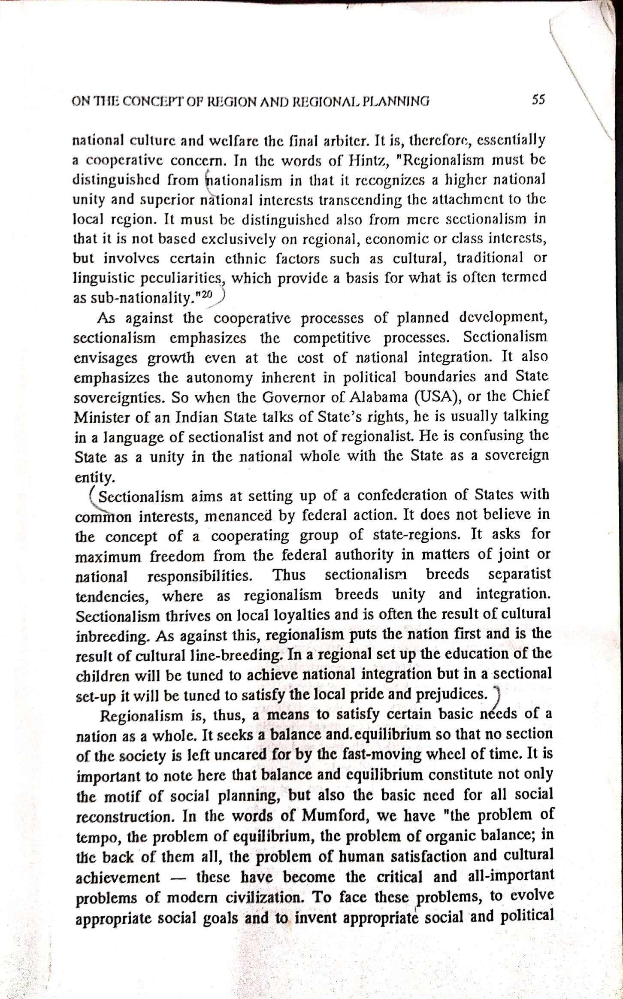 ON THE CONCEPT OF REGION AND REGIONAL PLANNING 55
national culture and welfare the final arbiter. It is, therefore, essentially
a cooperative concern. In the words of Hintz, "Regionalism must be
distinguished from nationalism in that it recognizes a higher national
unity and superior national interests transcending the attachment to the
local region. It must be distinguished also from mere sectionalism in
that it is not based exclusively on regional, economic or class interests,
but involves certain ethnic factors such as cultural, traditional or
linguistic peculiarities, which provide a basis for what is often termed
as sub-nationality."20
As against the cooperative processes of planned development,
sectionalism emphasizes the competitive processes. Sectionalism
envisages growth even at the cost of national integration. It also
emphasizes the autonomy inherent in political boundaries and State
sovereignties. So when the Governor of Alabama (USA), or the Chief
Minister of an Indian State talks of State's rights, he is usually talking
in a language of sectionalist and not of regionalist. He is confusing the
State as a unity in the national whole with the State as a sovereign
entity.
Sectionalism aims at setting up of a confederation of States with
common interests, menanced by federal action. It does not believe in
the concept of a cooperating group of state-regions. It asks for
maximum freedom from the federal authority in matters of joint or
national responsibilities. Thus sectionalism breeds separatist
tendencies, where as regionalism breeds unity and integration.
Sectionalism thrives on local loyalties and is often the result of cultural
inbreeding. As against this, regionalism puts the nation first and is the
result of cultural line-breeding. In a regional set up the education of the
children will be tuned to achieve national integration but in a sectional
set-up it will be tuned to satisfy the local pride and prejudices.
Regionalism is, thus, a means to satisfy certain basic needs of a
nation as a whole. It seeks a balance and equilibrium so that no section
of the society is left uncared for by the fast-moving wheel of time. It is
important to note here that balance and equilibrium constitute not only
the motif of social planning, but also the basic need for all social
reconstruction. In the words of Mumford, we have "the problem of
tempo, the problem of equilibrium, the problem of organic balance; in
the back of them all, the problem of human satisfaction and cultural
achievement — these have become the critical and all-important
problems of modern civilization. To face these problems, to evolve
appropriate social goals and to invent appropriate social and political